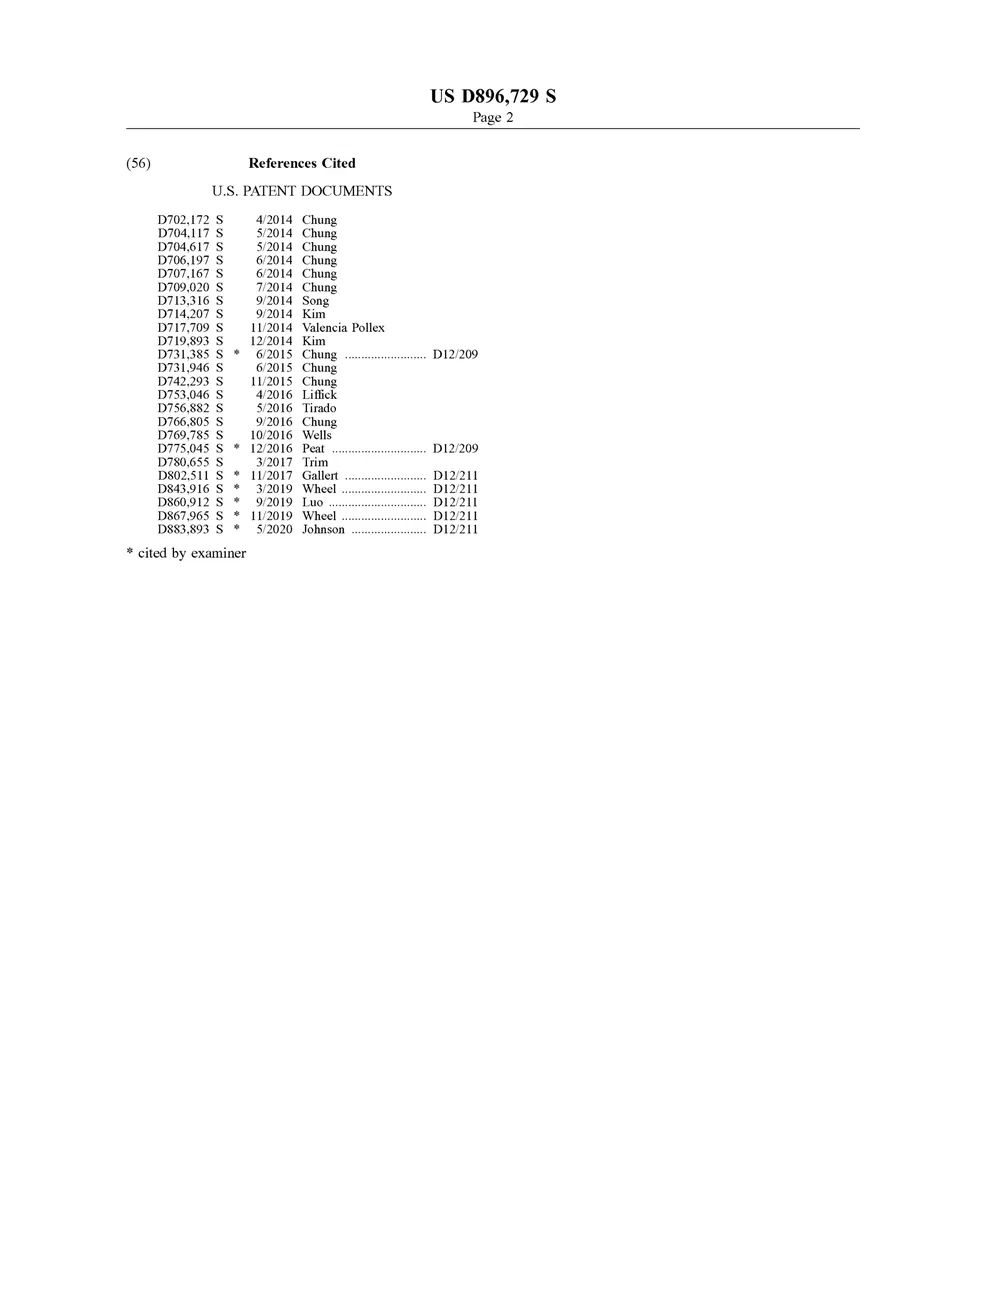 US D896,729 S
Page 2
(56) References Cited
U.S. PATENT DOCUMENTS
D702,172 S 4/2014 Chung
D704,117 S 5/2014 Chung
D704,617 S 5/2014 Chung
D706,197 S 6/2014 Chung
D707,167 S 6/2014 Chung
D709,020 S 7/2014 Chung
D713,316 S 9/2014 Song
D714,207 S 9/2014 Kim
D717,709 S 11/2014 Valencia Pollex
D719,893 S 12/2014 Kim
D731,385 S * 6/2015 Chung ......................... D12/209
D731,946 S 6/2015 Chung
D742,293 S 11/2015 Chung
D753,046 S 4/2016 Liffick
D756,882 S 5/2016 Tirado
D766,805 S 9/2016 Chung
D769,785 S 10/2016 Wells
D775,045 S * 12/2016 Peat ............................. D12/209
D780,655 S 3/2017 Trim
D802,511 S * 11/2017 Gallert ......................... D12/211
D843,916 S * 3/2019 Wheel .......................... D12/211
D860,912 S * 9/2019 Luo .............................. D12/211
D867,965 S * 11/2019 Wheel .......................... D12/211
D883,893 S * 5/2020 Johnson ....................... D12/211
* cited by examiner